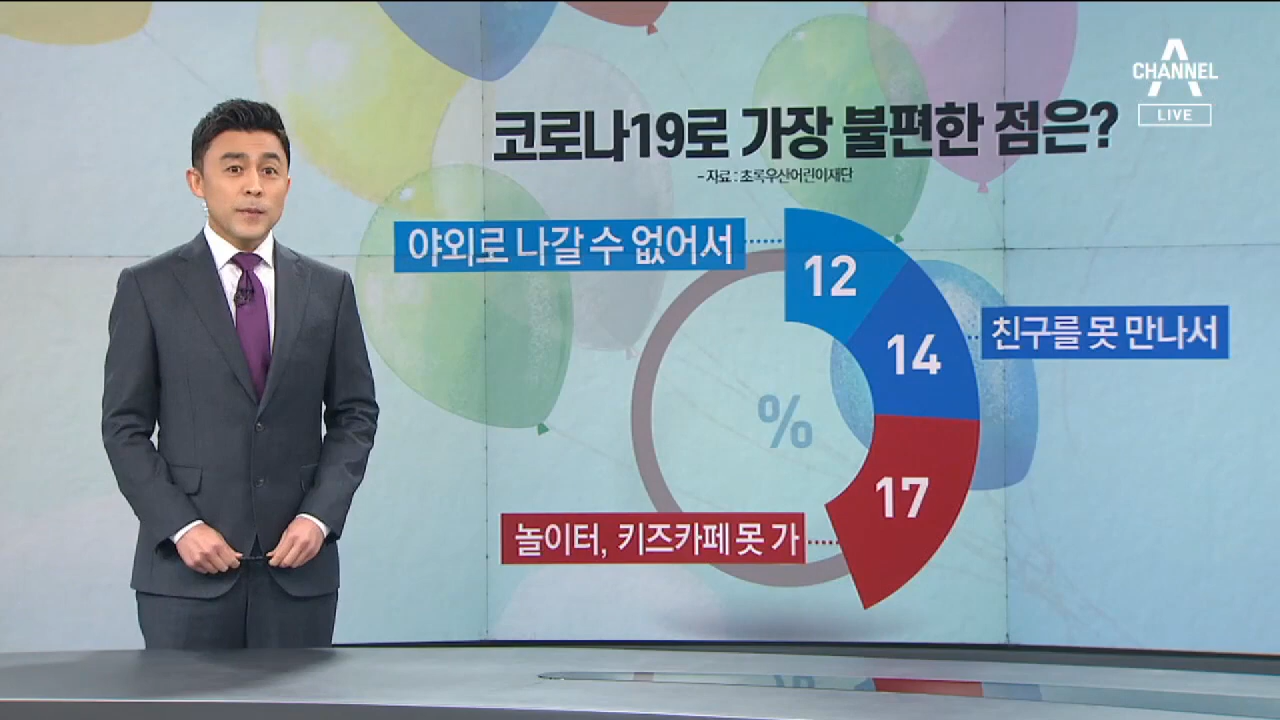 CHANNEL A
LIVE
코로나19로 가장 불편한 점은?
- 자료 : 초록우산어린이재단
야외로 나갈 수 없어서
12
친구를 못 만나서
14
%
17
놀이터, 키즈카페 못 가